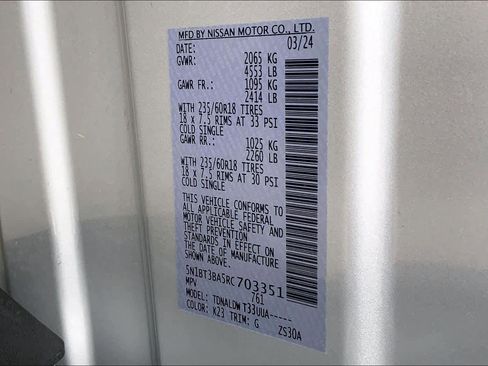 MFD BY NISSAN MOTOR CO., LTD.
DATE: 03/24
GVWR: 2065 KG
4553 LB
GAWR FR.: 1095 KG
2414 LB
WITH 235/60R18 TIRES
18 x 7.5 RIMS AT 33 PSI
COLD SINGLE
GAWR RR.: 1025 KG
2260 LB
WITH 235/60R18 TIRES
18 x 7.5 RIMS AT 30 PSI
COLD SINGLE
THIS VEHICLE CONFORMS TO
ALL APPLICABLE FEDERAL
MOTOR VEHICLE SAFETY AND
THEFT PREVENTION
STANDARDS IN EFFECT ON
THE DATE OF MANUFACTURE
SHOWN ABOVE.
5N1BT3BA5RC703351
MPV 761
MODEL: TDNALDW T33UUA-----
COLOR: K23 TRIM: G ZS30A